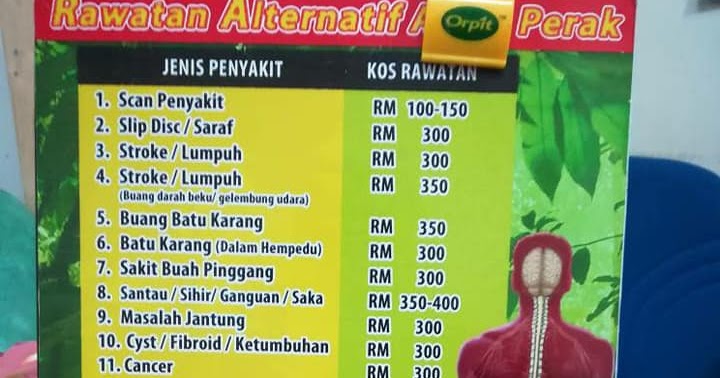 Rawatan Alternatif A Perak
Orpit
JENIS PENYAKIT KOS RAWATAN
1. Scan Penyakit RM 100-150
2. Slip Disc / Saraf RM 300
3. Stroke / Lumpuh RM 300
4. Stroke / Lumpuh RM 350
(Buang darah beku/ gelembung udara)
5. Buang Batu Karang RM 350
6. Batu Karang (Dalam Hempedu) RM 300
7. Sakit Buah Pinggang RM 300
8. Santau / Sihir/ Ganguan / Saka RM 350-400
9. Masalah Jantung RM 300
10. Cyst / Fibroid / Ketumbuhan RM 300
11. Cancer RM 300